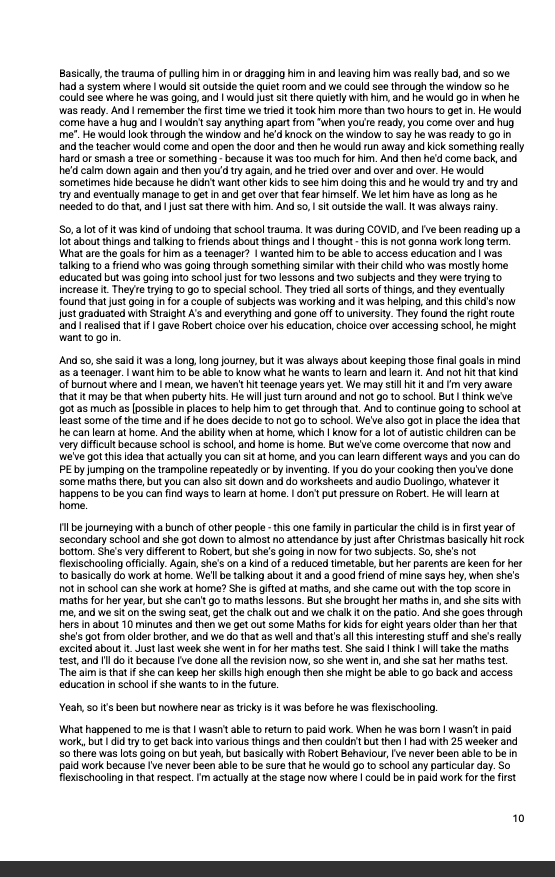 Basically, the trauma of pulling him in or dragging him in and leaving him was really bad, and so we
had a system where I would sit outside the quiet room and we could see through the window so he
could see where he was going, and I would just sit there quietly with him, and he would go in when he
was ready. And I remember the first time we tried it took him more than two hours to get in. He would
come have a hug and I wouldn't say anything apart from “when you're ready, you come over and hug
me”. He would look through the window and he'd knock on the window to say he was ready to go in
and the teacher would come and open the door and then he would run away and kick something really
hard or smash a tree or something - because it was too much for him. And then he'd come back, and
he'd calm down again and then you'd try again, and he tried over and over and over. He would
sometimes hide because he didn't want other kids to see him doing this and he would try and try and
try and eventually manage to get in and get over that fear himself. We let him have as long as he
needed to do that, and I just sat there with him. And so, I sit outside the wall. It was always rainy.
So, a lot of it was kind of undoing that school trauma. It was during COVID, and I've been reading up a
lot about things and talking to friends about things and I thought - this is not gonna work long term.
What are the goals for him as a teenager?  I wanted him to be able to access education and I was
talking to a friend who was going through something similar with their child who was mostly home
educated but was going into school just for two lessons and two subjects and they were trying to
increase it. They're trying to go to special school. They tried all sorts of things, and they eventually
found that just going in for a couple of subjects was working and it was helping, and this child's now
just graduated with Straight A's and everything and gone off to university. They found the right route
and I realised that if I gave Robert choice over his education, choice over accessing school, he might
want to go in.
And so, she said it was a long, long journey, but it was always about keeping those final goals in mind
as a teenager. I want him to be able to know what he wants to learn and learn it. And not hit that kind
of burnout where and I mean, we haven't hit teenage years yet. We may still hit it and I'm very aware
that it may be that when puberty hits. He will just turn around and not go to school. But I think we've
got as much as [possible in places to help him to get through that. And to continue going to school at
least some of the time and if he does decide to not go to school. We've also got in place the idea that
he can learn at home. And the ability when at home, which I know for a lot of autistic children can be
very difficult because school is school, and home is home. But we've come overcome that now and
we've got this idea that actually you can sit at home, and you can learn different ways and you can do
PE by jumping on the trampoline repeatedly or by inventing. If you do your cooking then you've done
some maths there, but you can also sit down and do worksheets and audio Duolingo, whatever it
happens to be you can find ways to learn at home. I don't put pressure on Robert. He will learn at
home.
I'll be journeying with a bunch of other people - this one family in particular the child is in first year of
secondary school and she got down to almost no attendance by just after Christmas basically hit rock
bottom. She's very different to Robert, but she's going in now for two subjects. So, she's not
flexischooling officially. Again, she's on a kind of a reduced timetable, but her parents are keen for her
to basically do work at home. We'll be talking about it and a good friend of mine says hey, when she's
not in school can she work at home? She is gifted at maths, and she came out with the top score in
maths for her year, but she can't go to maths lessons. But she brought her maths in, and she sits with
me, and we sit on the swing seat, get the chalk out and we chalk it on the patio. And she goes through
hers in about 10 minutes and then we get out some Maths for kids for eight years older than her that
she's got from older brother, and we do that as well and that's all this interesting stuff and she's really
excited about it. Just last week she went in for her maths test. She said I think I will take the maths
test, and I'll do it because I've done all the revision now, so she went in, and she sat her maths test.
The aim is that if she can keep her skills high enough then she might be able to go back and access
education in school if she wants to in the future.
Yeah, so it's been but nowhere near as tricky is it was before he was flexischooling.
What happened to me is that I wasn't able to return to paid work. When he was born I wasn't in paid
work,, but I did try to get back into various things and then couldn't but then I had with 25 weeker and
so there was lots going on but yeah, but basically with Robert Behaviour, I've never been able to be in
paid work because I've never been able to be sure that he would go to school any particular day. So
flexischooling in that respect. I'm actually at the stage now where I could be in paid work for the first
10